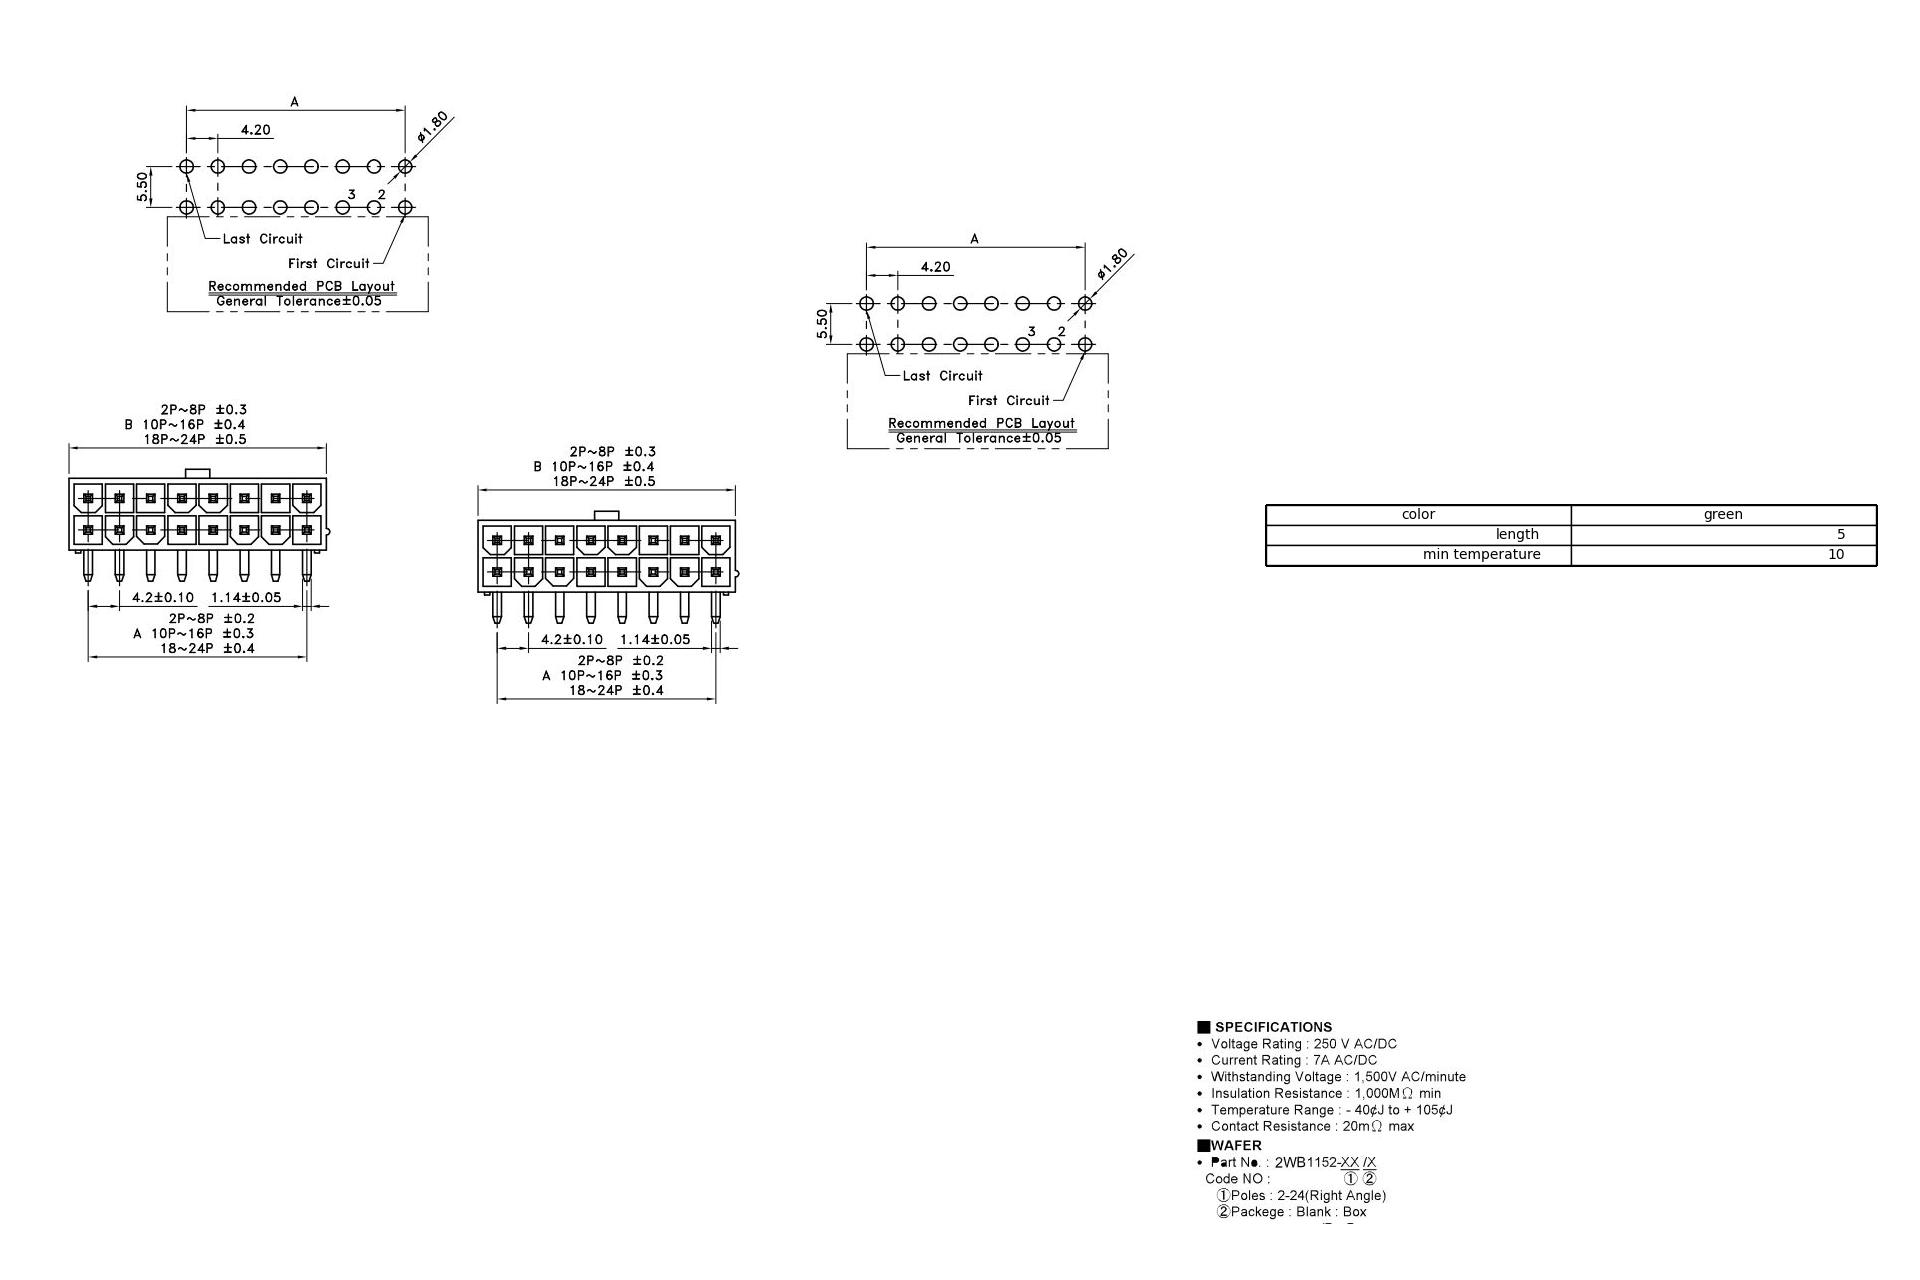 A
4.20
ø1.80
5.50
3 2
Last Circuit
First Circuit
Recommended PCB Layout
General Tolerance±0.05
A
4.20
ø1.80
5.50
3 2
Last Circuit
First Circuit
Recommended PCB Layout
General Tolerance±0.05
2P~8P ±0.3
B 10P~16P ±0.4
18P~24P ±0.5
4.2±0.10 1.14±0.05
2P~8P ±0.2
A 10P~16P ±0.3
18~24P ±0.4
2P~8P ±0.3
B 10P~16P ±0.4
18P~24P ±0.5
4.2±0.10 1.14±0.05
2P~8P ±0.2
A 10P~16P ±0.3
18~24P ±0.4
color green
length 5
min temperature 10
■ SPECIFICATIONS
• Voltage Rating : 250 V AC/DC
• Current Rating : 7A AC/DC
• Withstanding Voltage : 1,500V AC/minute
• Insulation Resistance : 1,000MΩ min
• Temperature Range : - 40¢J to + 105¢J
• Contact Resistance : 20mΩ max
■WAFER
• Part No. : 2WB1152-XX /X
Code NO : ① ②
①Poles : 2-24(Right Angle)
②Packege : Blank : Box